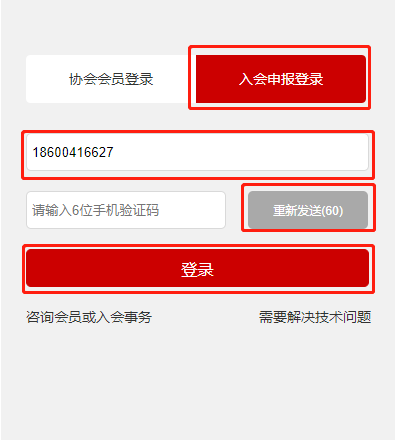 协会会员登录 入会申报登录
18600416627
请输入6位手机验证码 重新发送(60)
登录
咨询会员或入会事务 需要解决技术问题